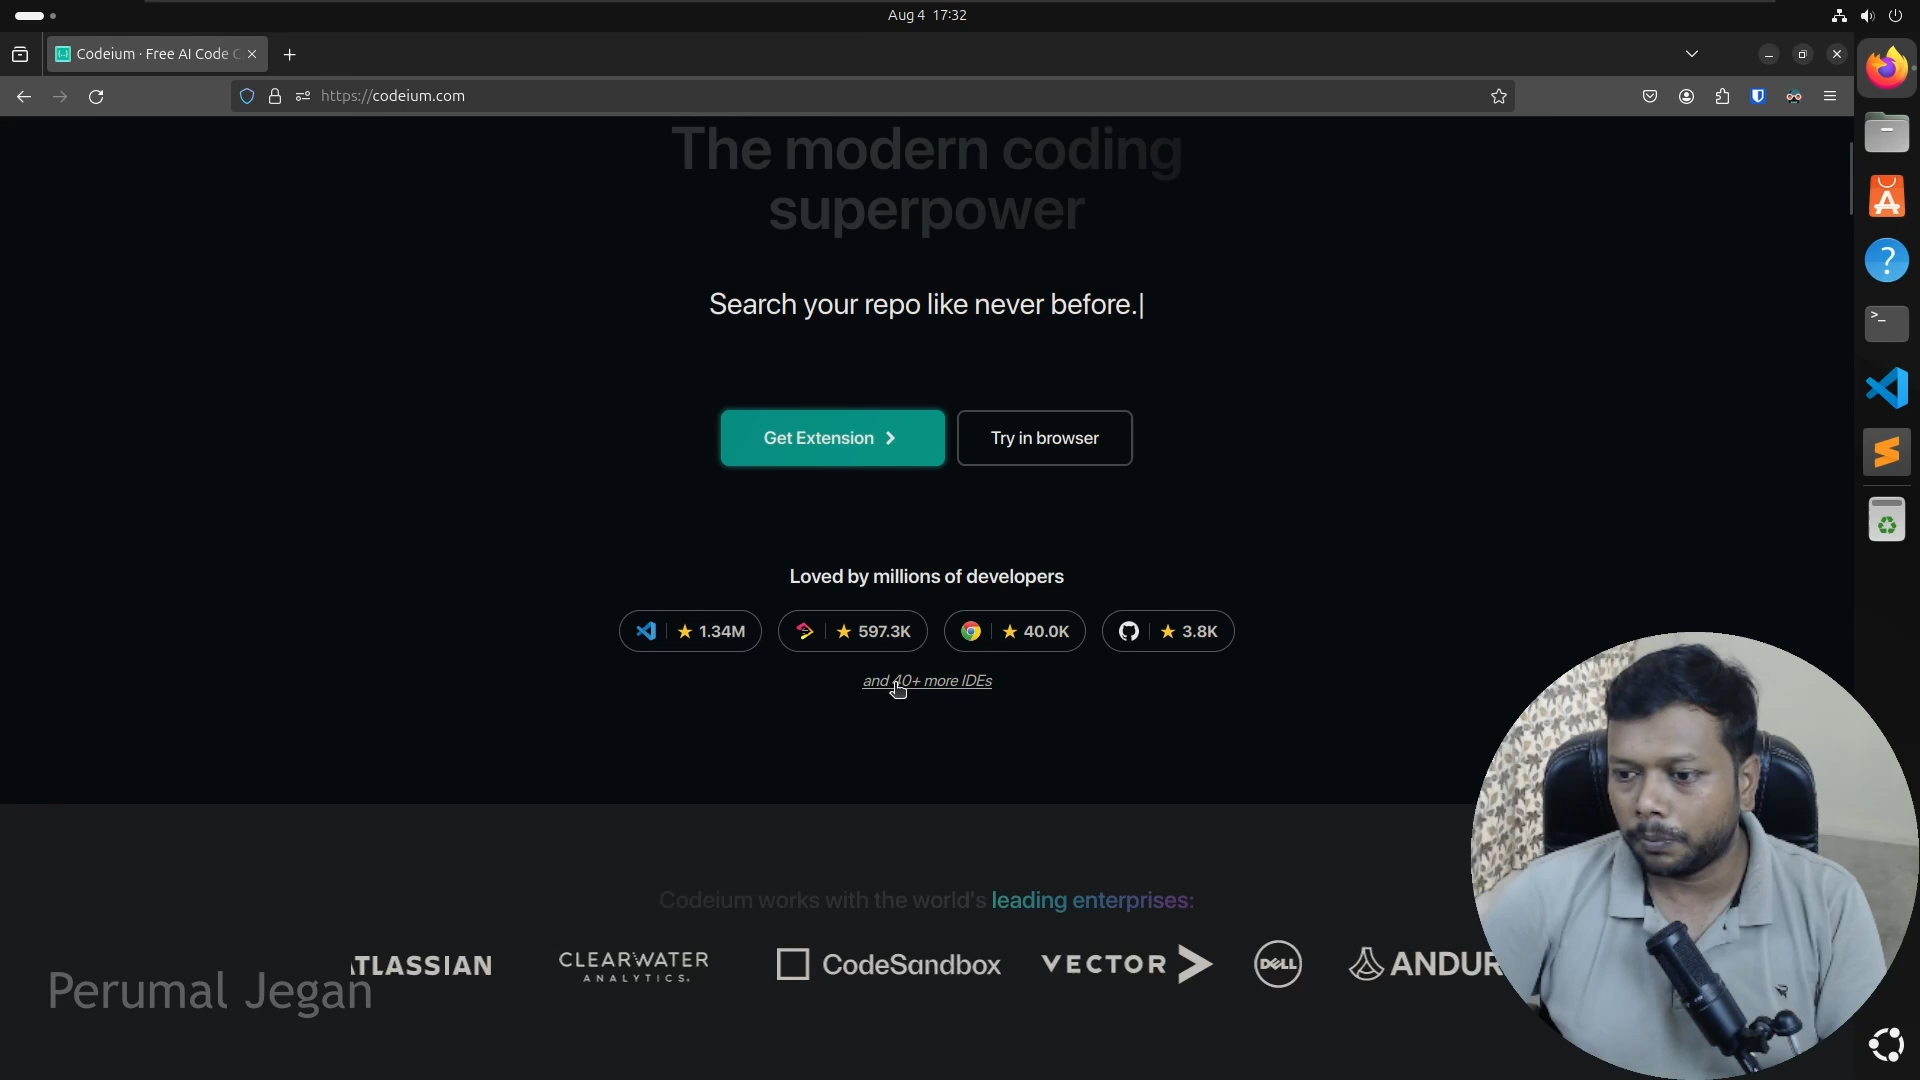 Aug 4 17:32
Codeium · Free AI Code C
https://codeium.com
The modern coding
superpower
Search your repo like never before.
Get Extension
Try in browser
Loved by millions of developers
1.34M
597.3K
40.0K
3.8K
and 40+ more IDEs
Codeium works with the world's leading enterprises:
ATLASSIAN
CLEARWATER
ANALYTICS.
CodeSandbox
VECTOR
DELL
ANDUR
Perumal Jegan